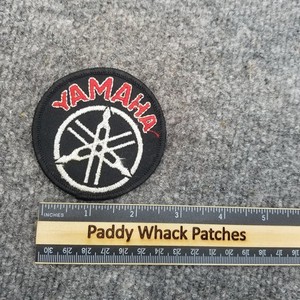 YAMAHA
INCHES 1 2 3 4 5
Paddy Whack Patches